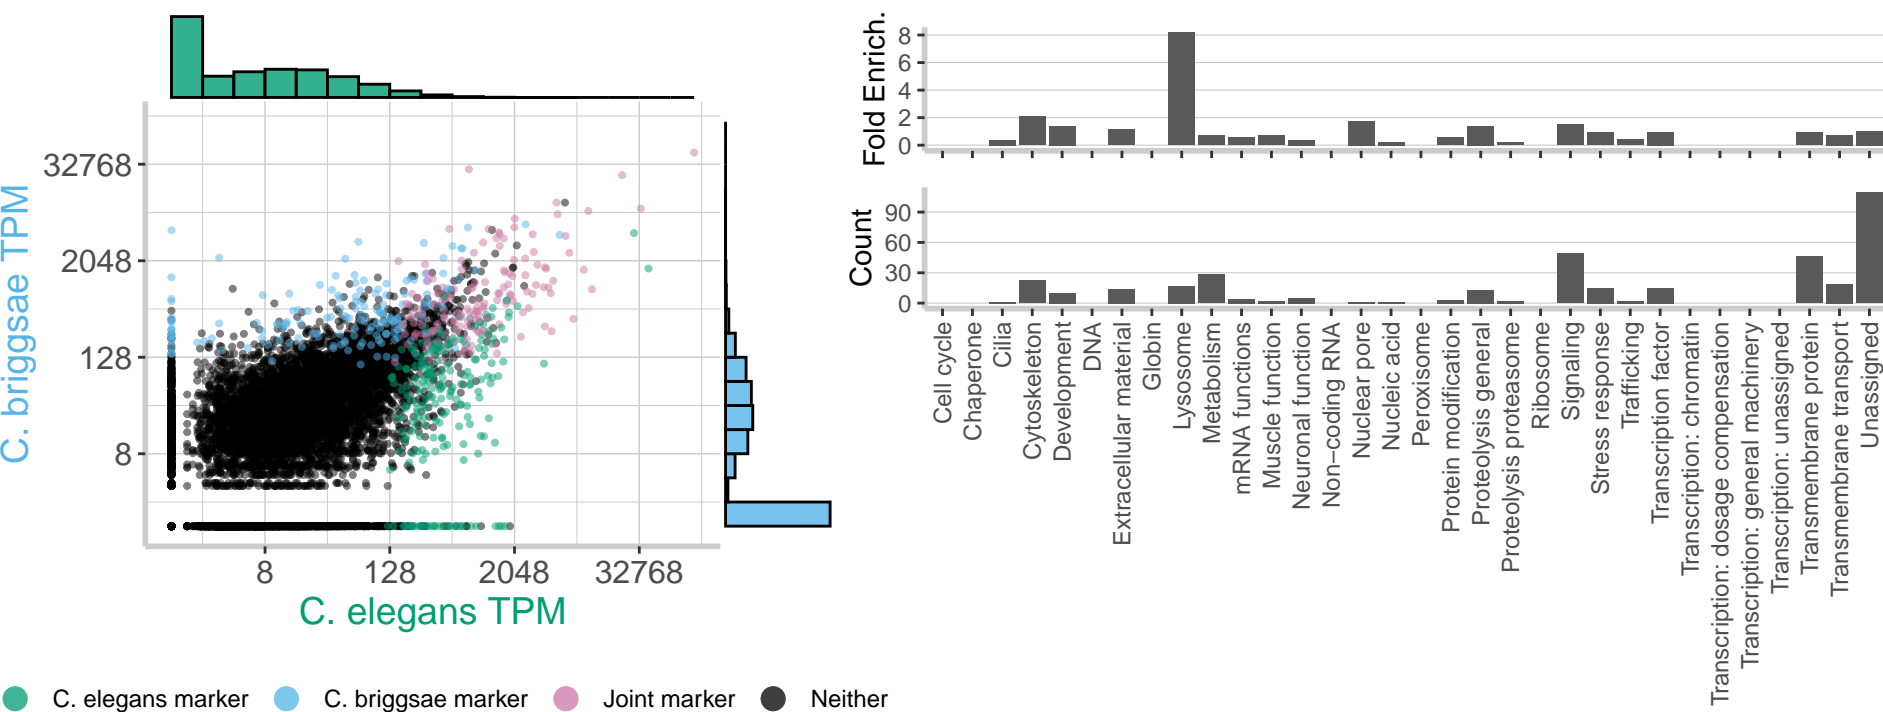 32768
2048
128
8
C. briggsae TPM
8
128
2048
32768
C. elegans TPM
C. elegans marker
C. briggsae marker
Joint marker
Neither
Fold Enrich.
8
6
4
2
0
Count
90
60
30
0
Cell cycle
Chaperone
Cilia
Cytoskeleton
Development
DNA
Extracellular material
Globin
Lysosome
Metabolism
mRNA functions
Muscle function
Neuronal function
Non−coding RNA
Nuclear pore
Nucleic acid
Peroxisome
Protein modification
Proteolysis general
Proteolysis proteasome
Ribosome
Signaling
Stress response
Trafficking
Transcription factor
Transcription: chromatin
Transcription: dosage compensation
Transcription: general machinery
Transcription: unassigned
Transmembrane protein
Transmembrane transport
Unassigned